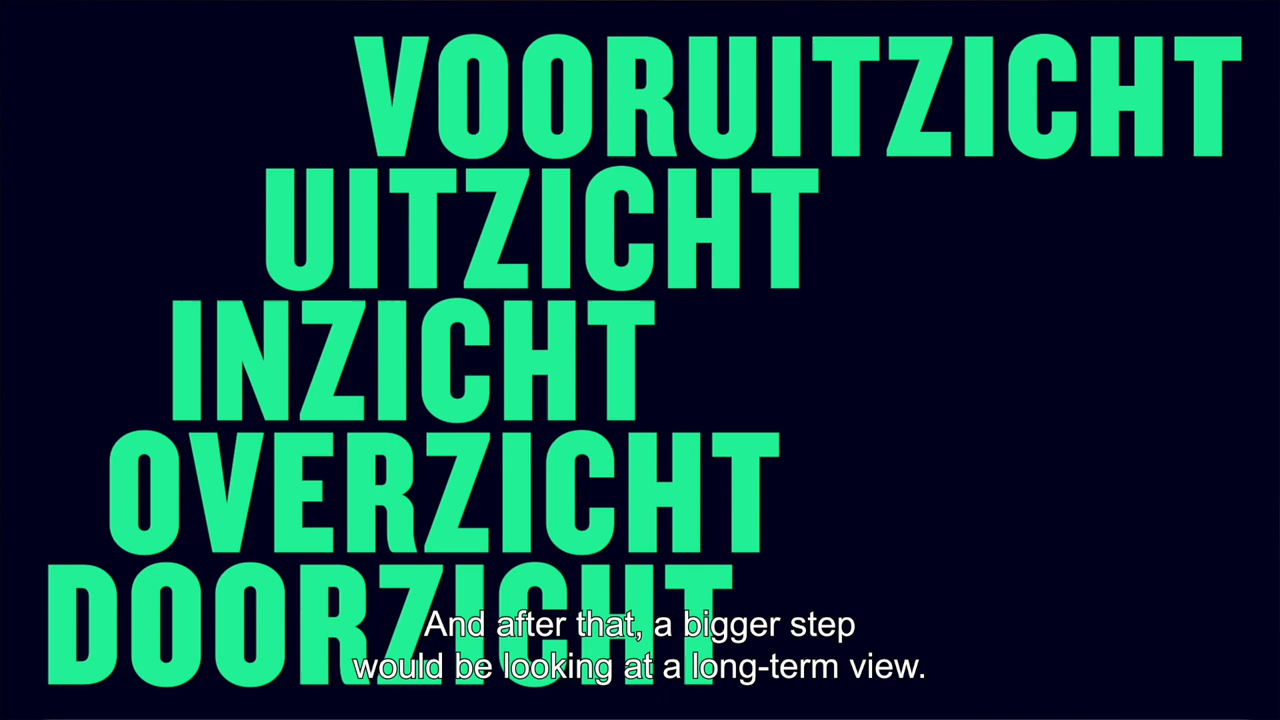 VOORUITZICHT
UITZICHT
INZICHT
OVERZICHT
DOORZICHT
And after that, a bigger step
would be looking at a long-term view.